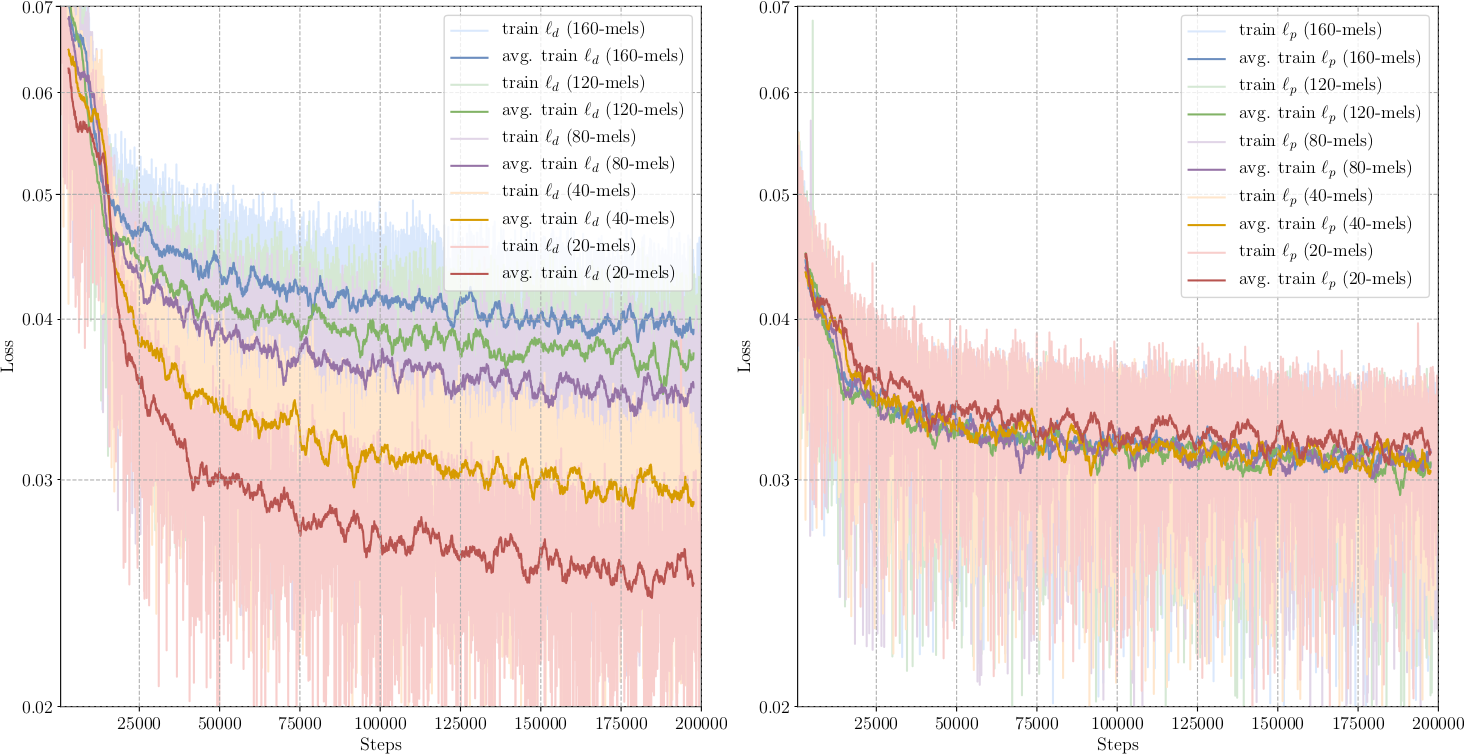 0.07
0.06
0.05
0.04
0.03
0.02
Loss
25000 50000 75000 100000 125000 150000 175000 200000
Steps
train ℓd (160-mels)
avg. train ℓd (160-mels)
train ℓd (120-mels)
avg. train ℓd (120-mels)
train ℓd (80-mels)
avg. train ℓd (80-mels)
train ℓd (40-mels)
avg. train ℓd (40-mels)
train ℓd (20-mels)
avg. train ℓd (20-mels)
0.07
0.06
0.05
0.04
0.03
0.02
Loss
25000 50000 75000 100000 125000 150000 175000 200000
Steps
train ℓp (160-mels)
avg. train ℓp (160-mels)
train ℓp (120-mels)
avg. train ℓp (120-mels)
train ℓp (80-mels)
avg. train ℓp (80-mels)
train ℓp (40-mels)
avg. train ℓp (40-mels)
train ℓp (20-mels)
avg. train ℓp (20-mels)